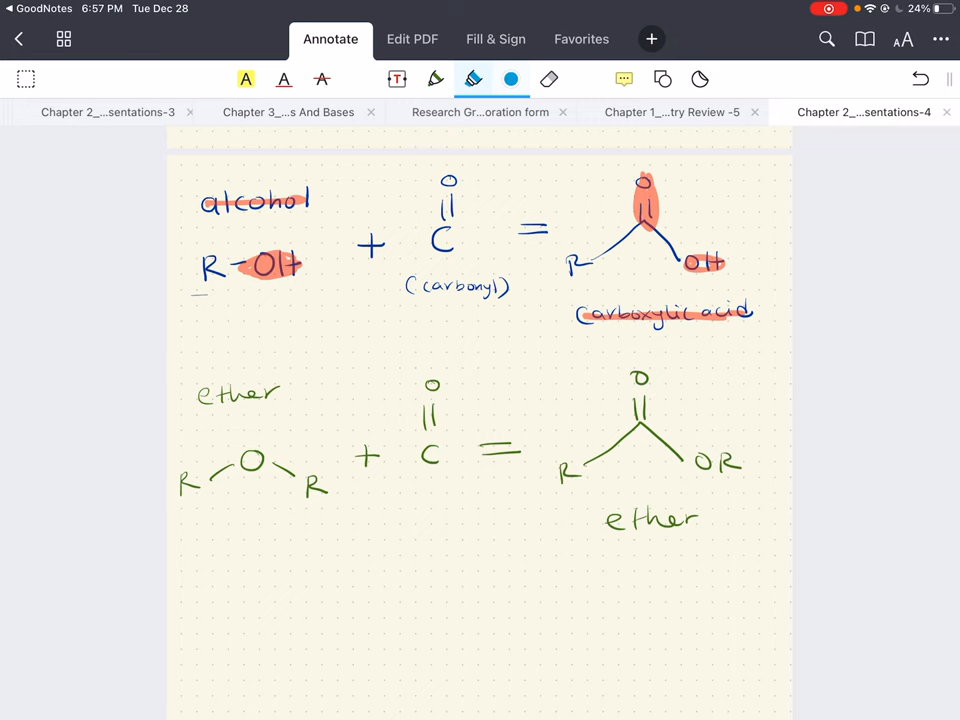 GoodNotes 6:57 PM Tue Dec 28 24%
Annotate Edit PDF Fill & Sign Favorites
A A A T AA
Chapter 2_...sentations-3 Chapter 3_...s And Bases Research Gr...oration form Chapter 1_...try Review -5 Chapter 2_...sentations-4
alcohol
R-OH + C=O = R O OH
(carbonyl)
carboxylic acid
ether
R O R + C=O = R O OR
ether